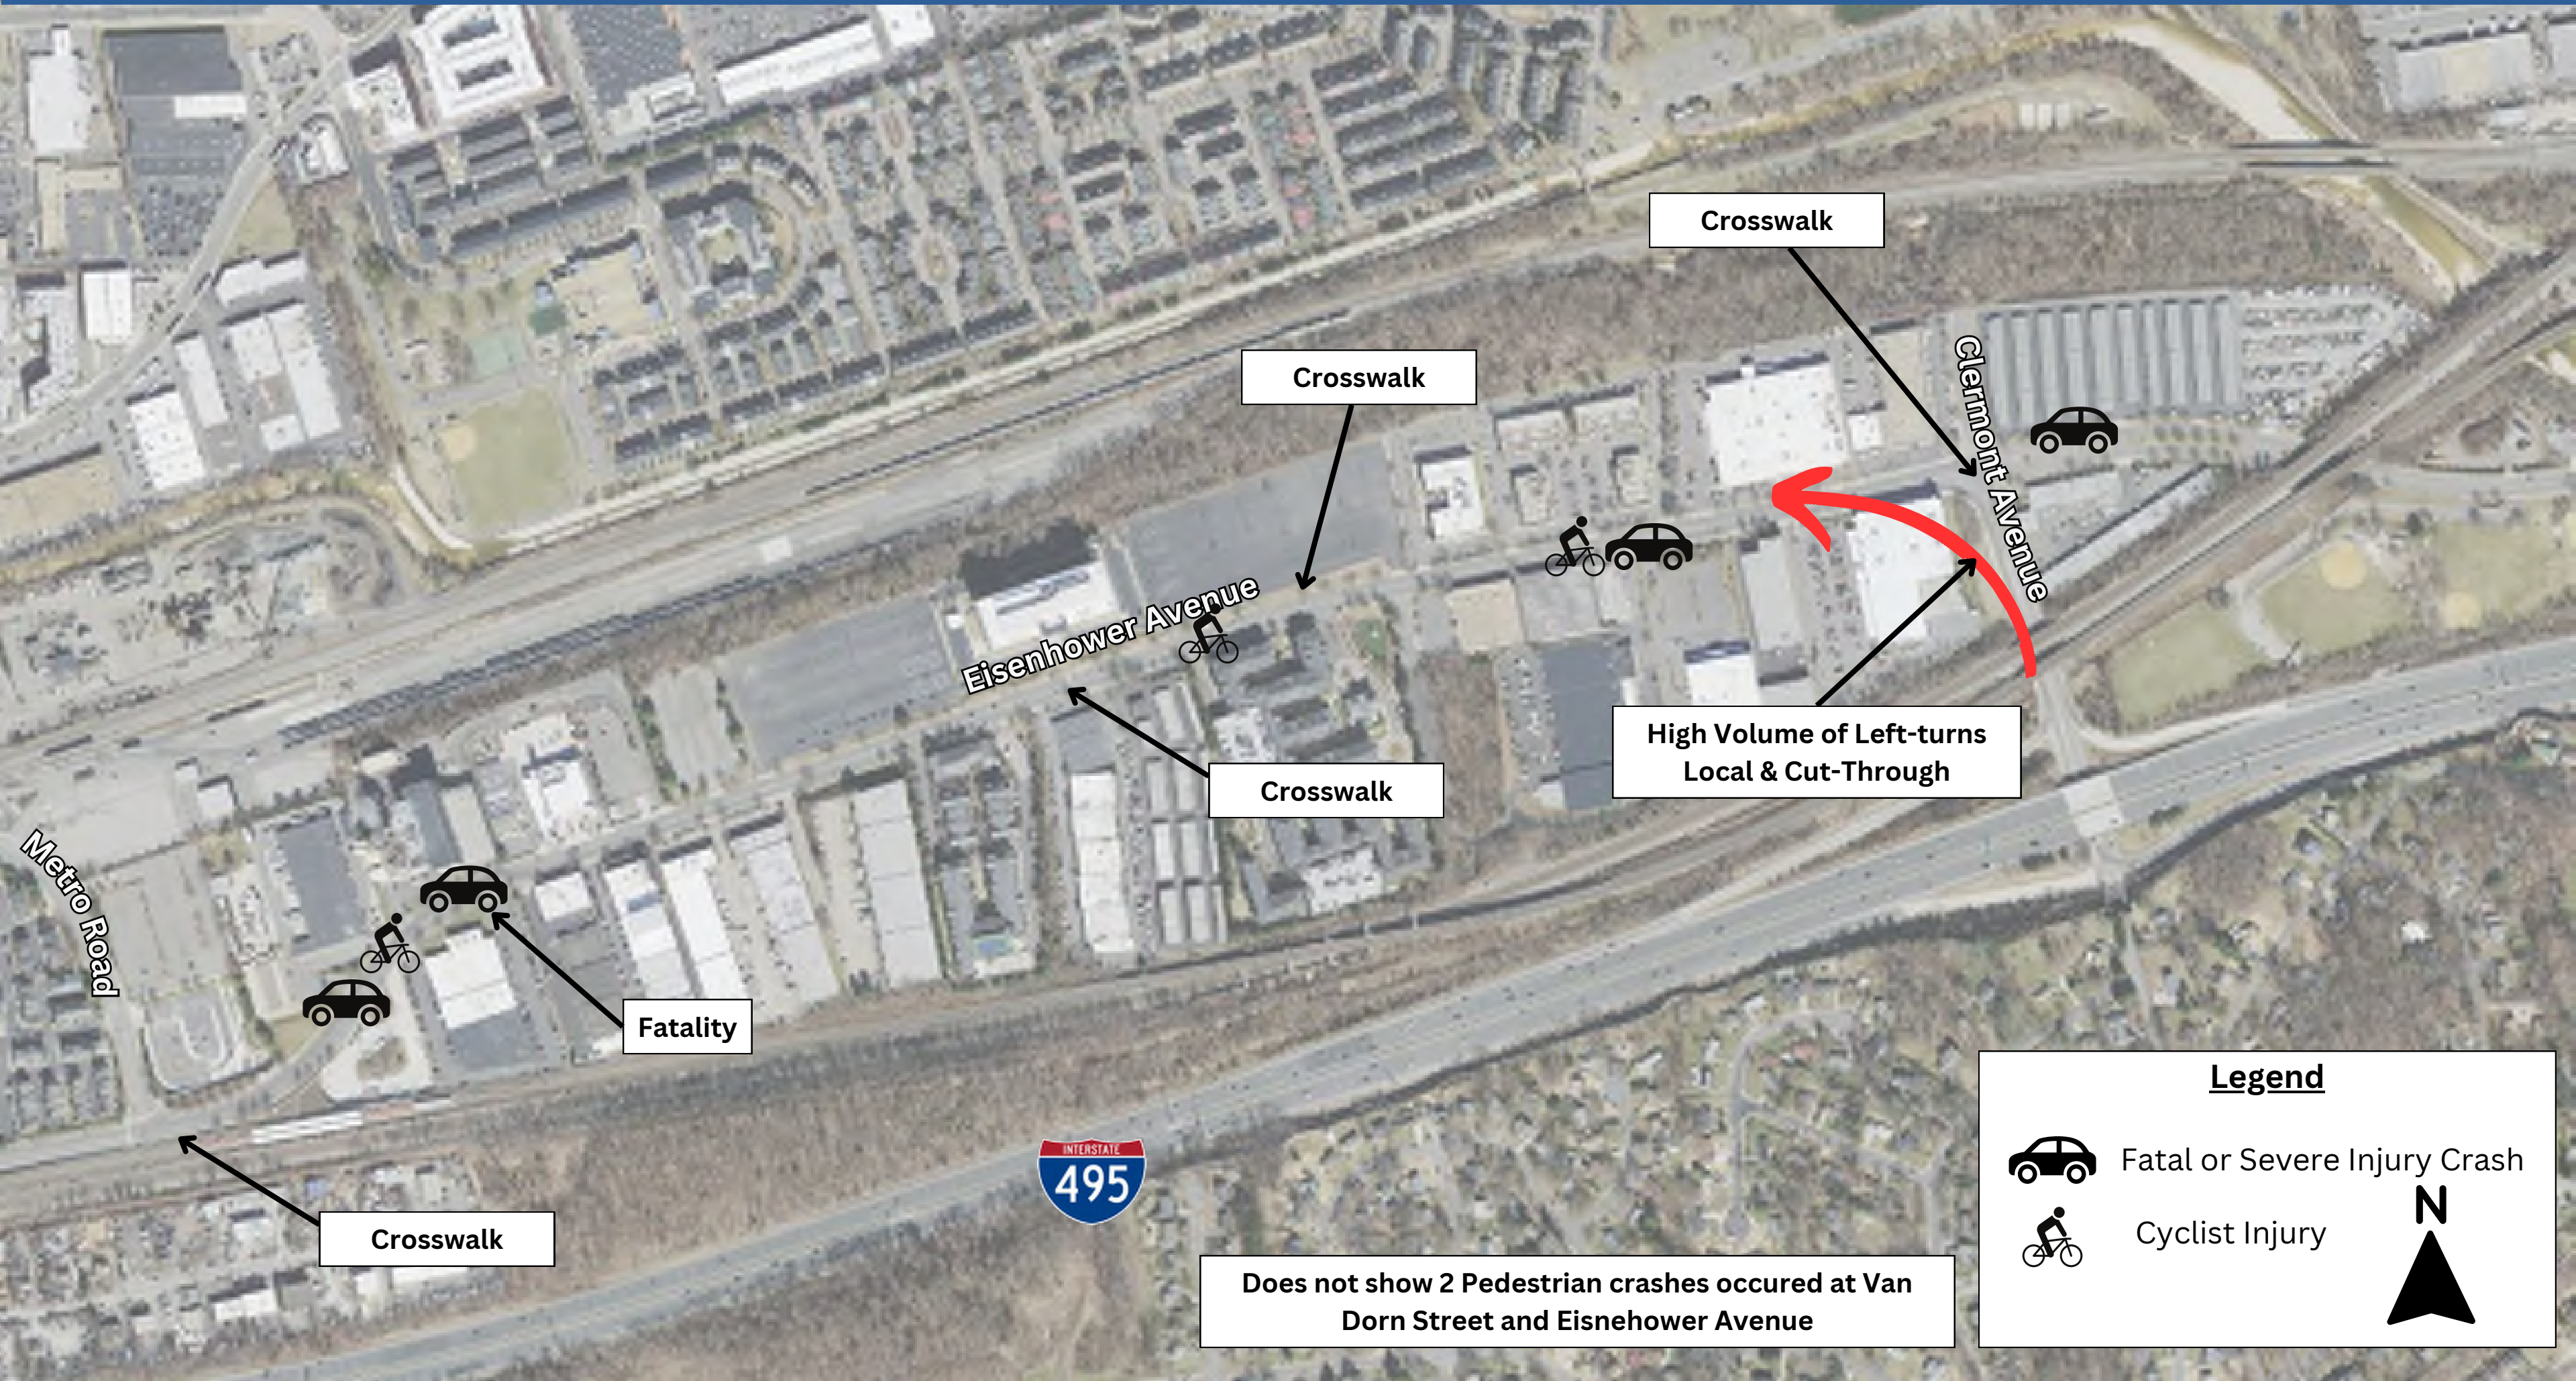 Crosswalk
Crosswalk
Clermont Avenue
Eisenhower Avenue
High Volume of Left-turns
Local & Cut-Through
Crosswalk
Metro Road
Fatality
Crosswalk
INTERSTATE
495
Does not show 2 Pedestrian crashes occured at Van
Dorn Street and Eisnehower Avenue
Legend
Fatal or Severe Injury Crash
Cyclist Injury
N